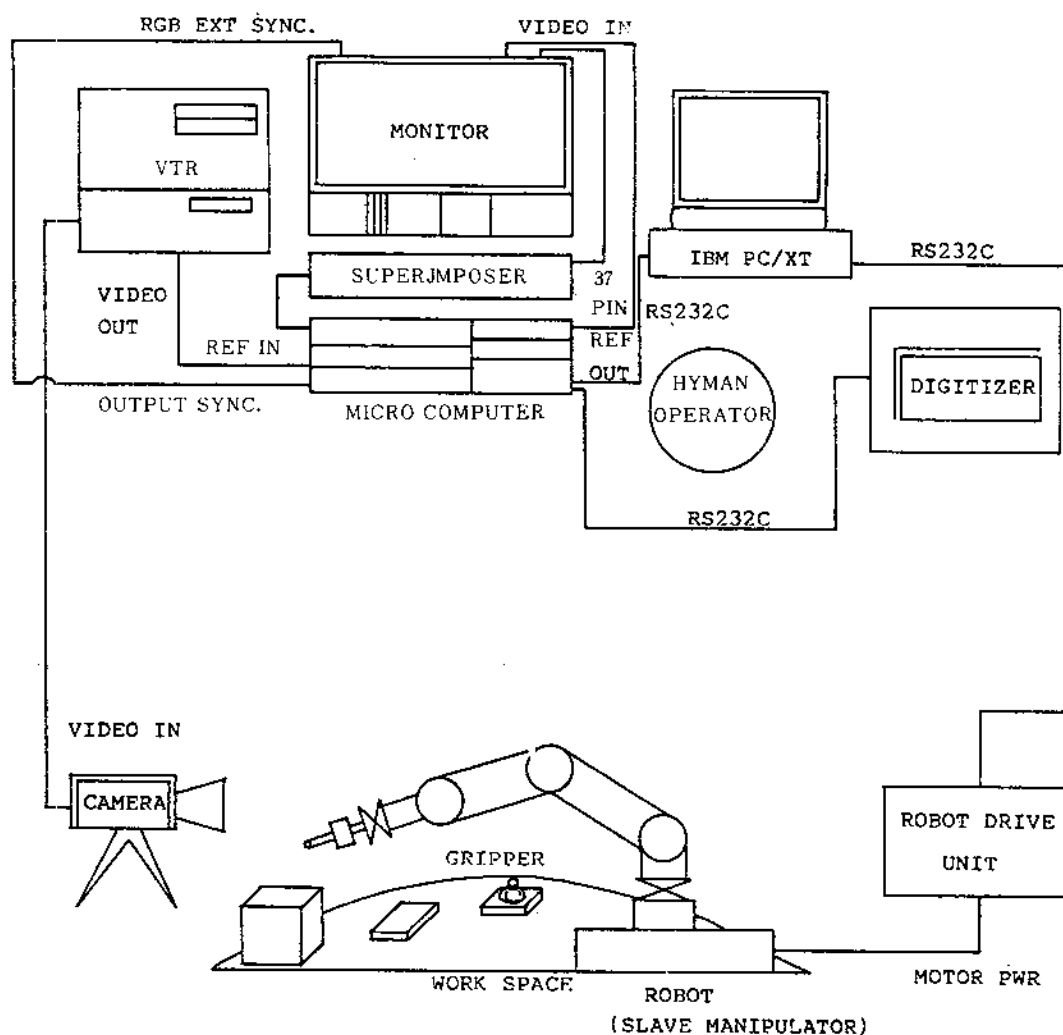 RGB EXT SYNC.
VIDEO IN
MONITOR
VTR
IBM PC/XT
RS232C
SUPERJMPOSER
37
PIN
RS232C
VIDEO
OUT
REF IN
REF
OUT
OUTPUT SYNC.
MICRO COMPUTER
HYMAN
OPERATOR
DIGITIZER
RS232C
VIDEO IN
CAMERA
GRIPPER
ROBOT DRIVE
UNIT
WORK SPACE
ROBOT
(SLAVE MANIPULATOR)
MOTOR PWR